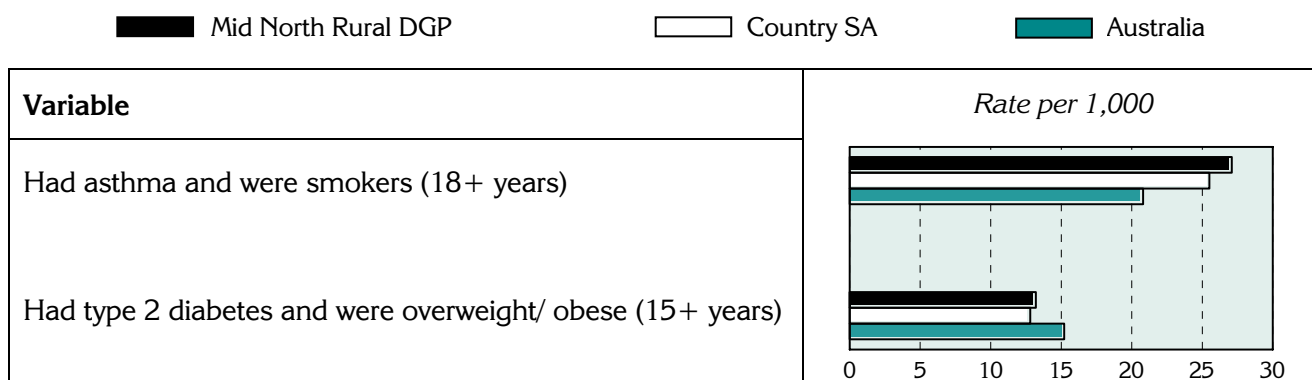 Mid North Rural DGP Country SA Australia
Variable Rate per 1,000
Had asthma and were smokers (18+ years)
Had type 2 diabetes and were overweight/ obese (15+ years)
0 5 10 15 20 25 30